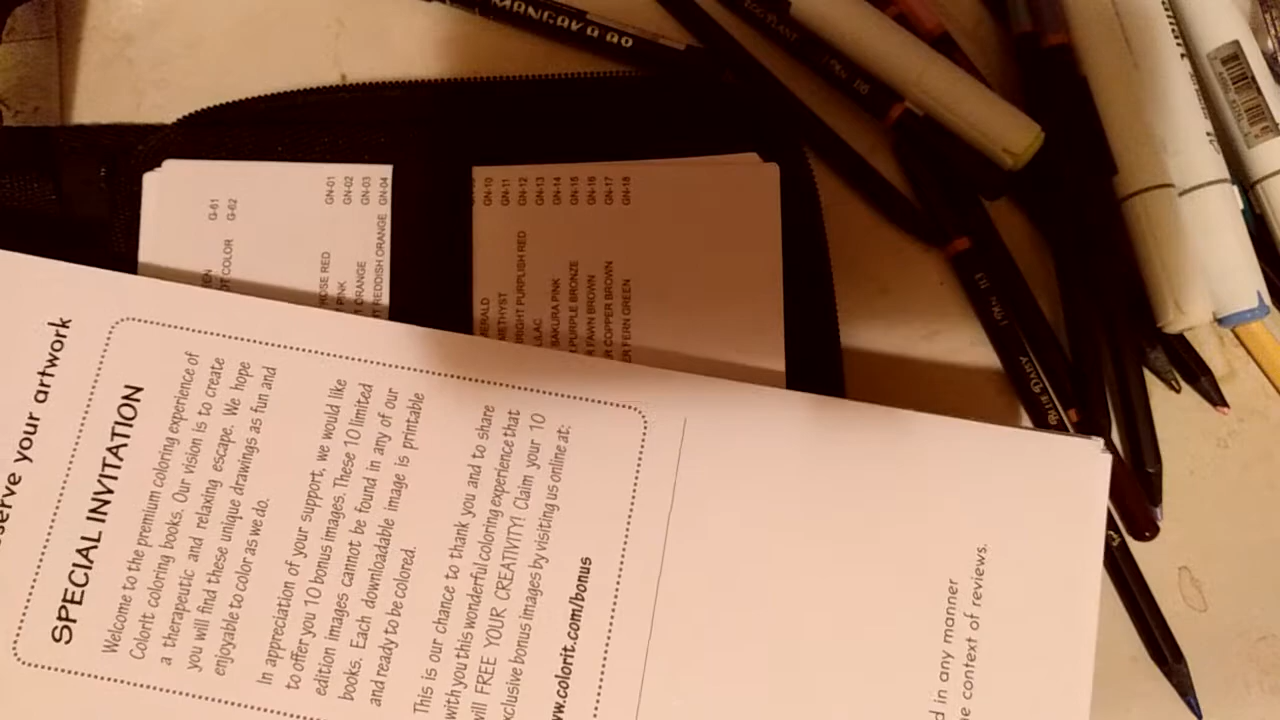 serve your artwork
SPECIAL INVITATION
Welcome to the premium coloring experience of
ColorIt coloring books. Our vision is to create
a therapeutic and relaxing escape. We hope
you will find these unique drawings as fun and
enjoyable to color as we do.
In appreciation of your support, we would like
to offer you 10 bonus images. These 10 limited
edition images cannot be found in any of our
books. Each downloadable image is printable
and ready to be colored.
This is our chance to thank you and to share
with you this wonderful coloring experience that
will FREE YOUR CREATIVITY! Claim your 10
xclusive bonus images by visiting us online at:
ww.colorit.com/bonus
d in any manner
e context of reviews.
G-61
OT COLOR G-62
ROSE RED GN-01
PINK GN-02
T ORANGE GN-03
T REDDISH ORANGE GN-04
MERALD GN-10
METHYST GN-11
BRIGHT PURPLISH RED GN-12
LILAC GN-13
SAKURA PINK GN-14
PURPLE BRONZE GN-15
FAWN BROWN GN-16
R COPPER BROWN GN-17
ER FERN GREEN GN-18
MANGAKA
EGGPLANT